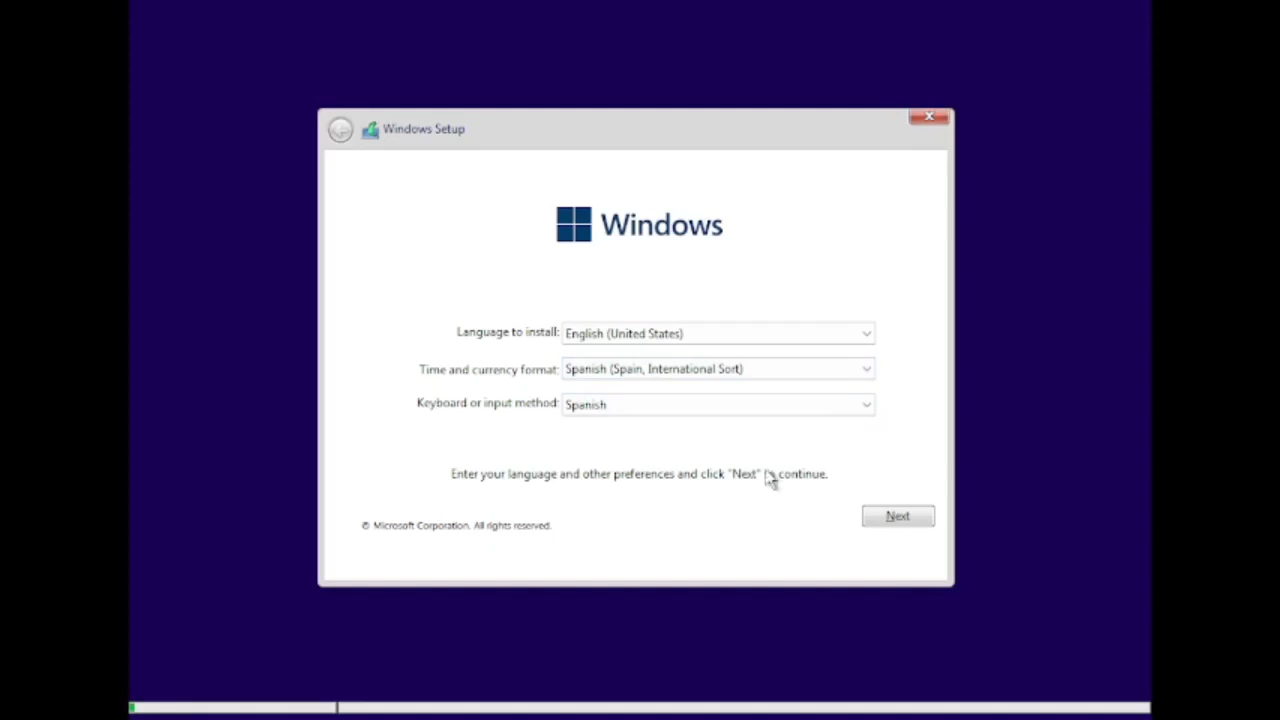 Windows Setup
Windows
Language to install: English (United States)
Time and currency format: Spanish (Spain, International Sort)
Keyboard or input method: Spanish
Enter your language and other preferences and click "Next" to continue.
Next
© Microsoft Corporation. All rights reserved.